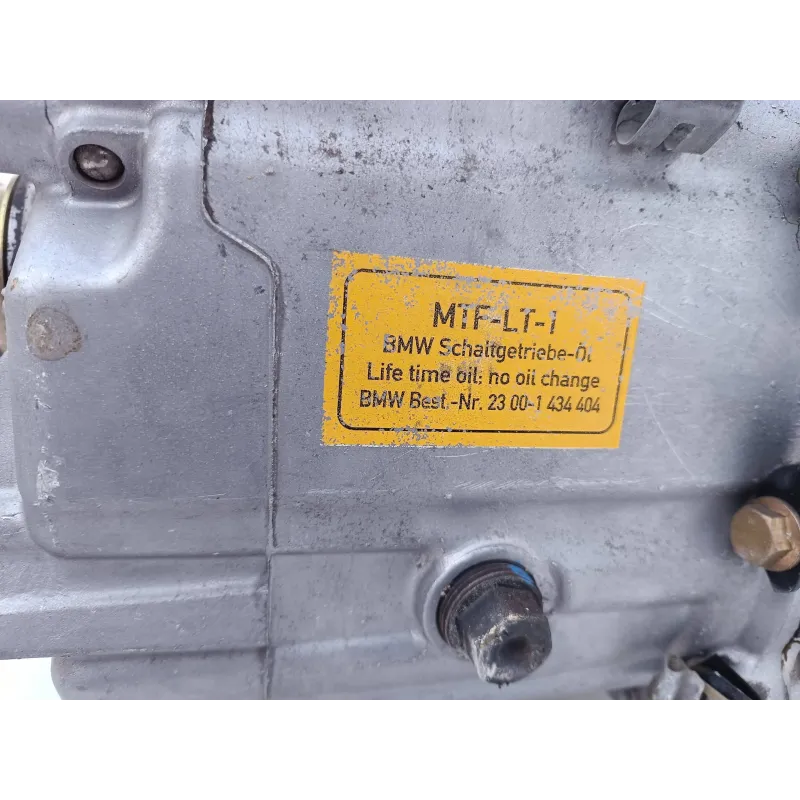 MTF-LT-1
BMW Schaltgetriebe-Öl
Life time oil: no oil change
BMW Best.-Nr. 23 00-1 434 404